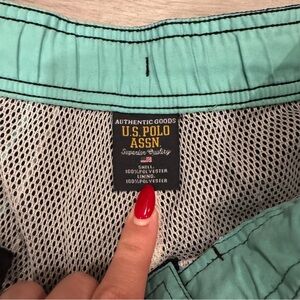 AUTHENTIC GOODS
U.S. POLO
ASSN.
Superior Quality
SHELL:
100%POLYESTER
LINING:
100%POLYESTER